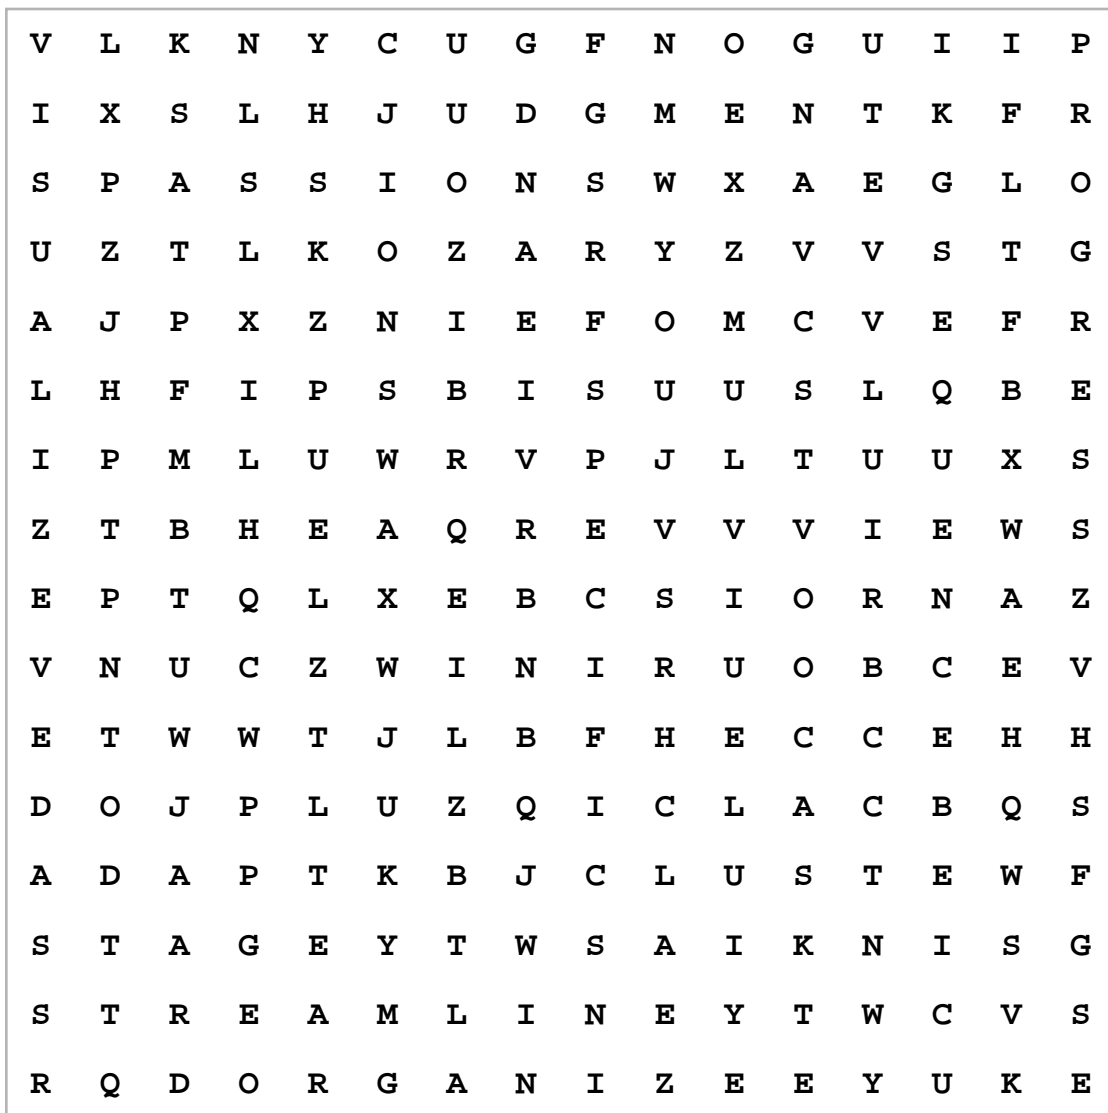 V L K N Y C U G F N O G U I I P
I X S L H J U D G M E N T K F R
S P A S S I O N S W X A E G L O
U Z T L K O Z A R Y Z V V S T G
A J P X Z N I E F O M C V E F R
L H F I P S B I S U U S L Q B E
I P M L U W R V P J L T U U X S
Z T B H E A Q R E V V V I E W S
E P T Q L X E B C S I O R N A Z
V N U C Z W I N I R U O B C E V
E T W W T J L B F H E C C E H H
D O J P L U Z Q I C L A C B Q S
A D A P T K B J C L U S T E W F
S T A G E Y T W S A I K N I S G
S T R E A M L I N E Y T W C V S
R Q D O R G A N I Z E E Y U K E